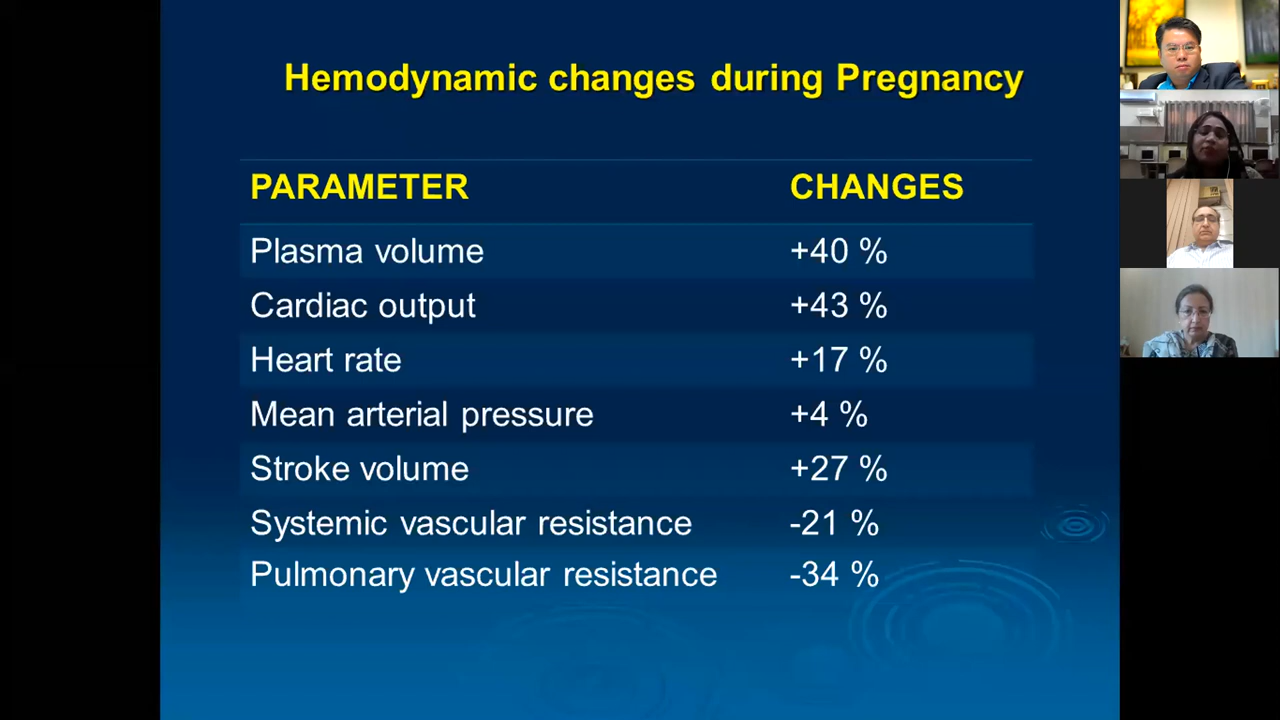 Hemodynamic changes during Pregnancy
PARAMETER CHANGES
Plasma volume +40 %
Cardiac output +43 %
Heart rate +17 %
Mean arterial pressure +4 %
Stroke volume +27 %
Systemic vascular resistance -21 %
Pulmonary vascular resistance -34 %